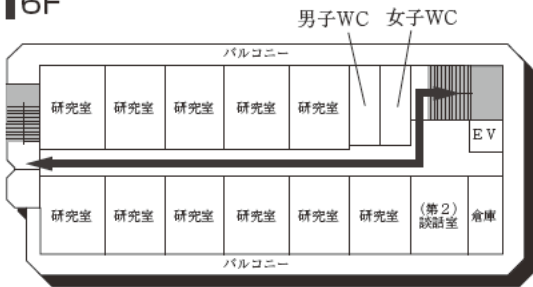 6F
男子WC 女子WC
バルコニー
研究室 研究室 研究室 研究室 研究室
EV
研究室 研究室 研究室 研究室 研究室 研究室 (第2) 談話室 倉庫
バルコニー